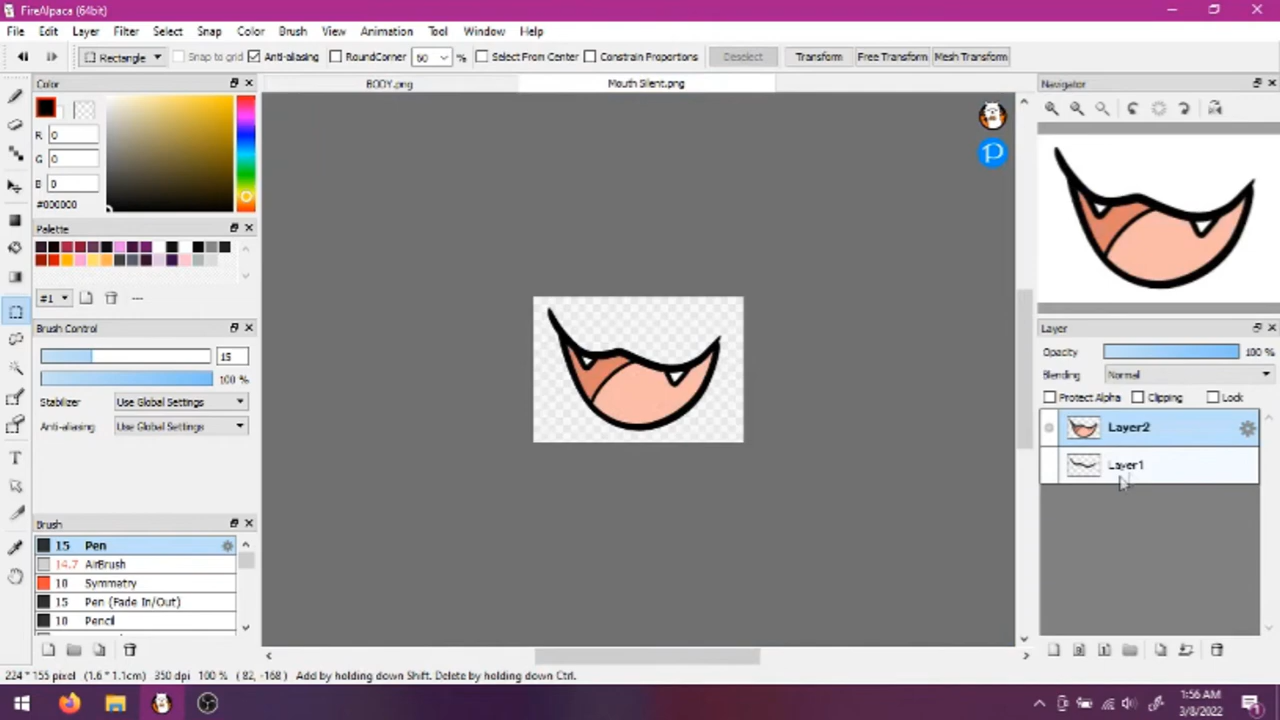 FireAlpaca (64bit)
File Edit Layer Filter Select Snap Color Brush View Animation Tool Window Help
Rectangle Snap to grid Anti-aliasing RoundCorner 60 % Select From Center Constrain Proportions Deselect Transform Free Transform Mesh Transform
Color BODY.png Mouth Silent.png Navigator
R 0
G 0
B 0
#000000
Palette
#1
Brush Control Layer
15 Opacity 100 %
100 % Blending Normal
Stabilizer Use Global Settings Protect Alpha Clipping Lock
Anti-aliasing Use Global Settings Layer2
Layer1
Brush
15 Pen
14.7 AirBrush
10 Symmetry
15 Pen (Fade In/Out)
10 Pencil
224 * 155 pixel (1.6 * 1.1cm) 350 dpi 100 % ( 82, -168) Add by holding down Shift. Delete by holding down Ctrl.
1:56 AM
3/8/2022